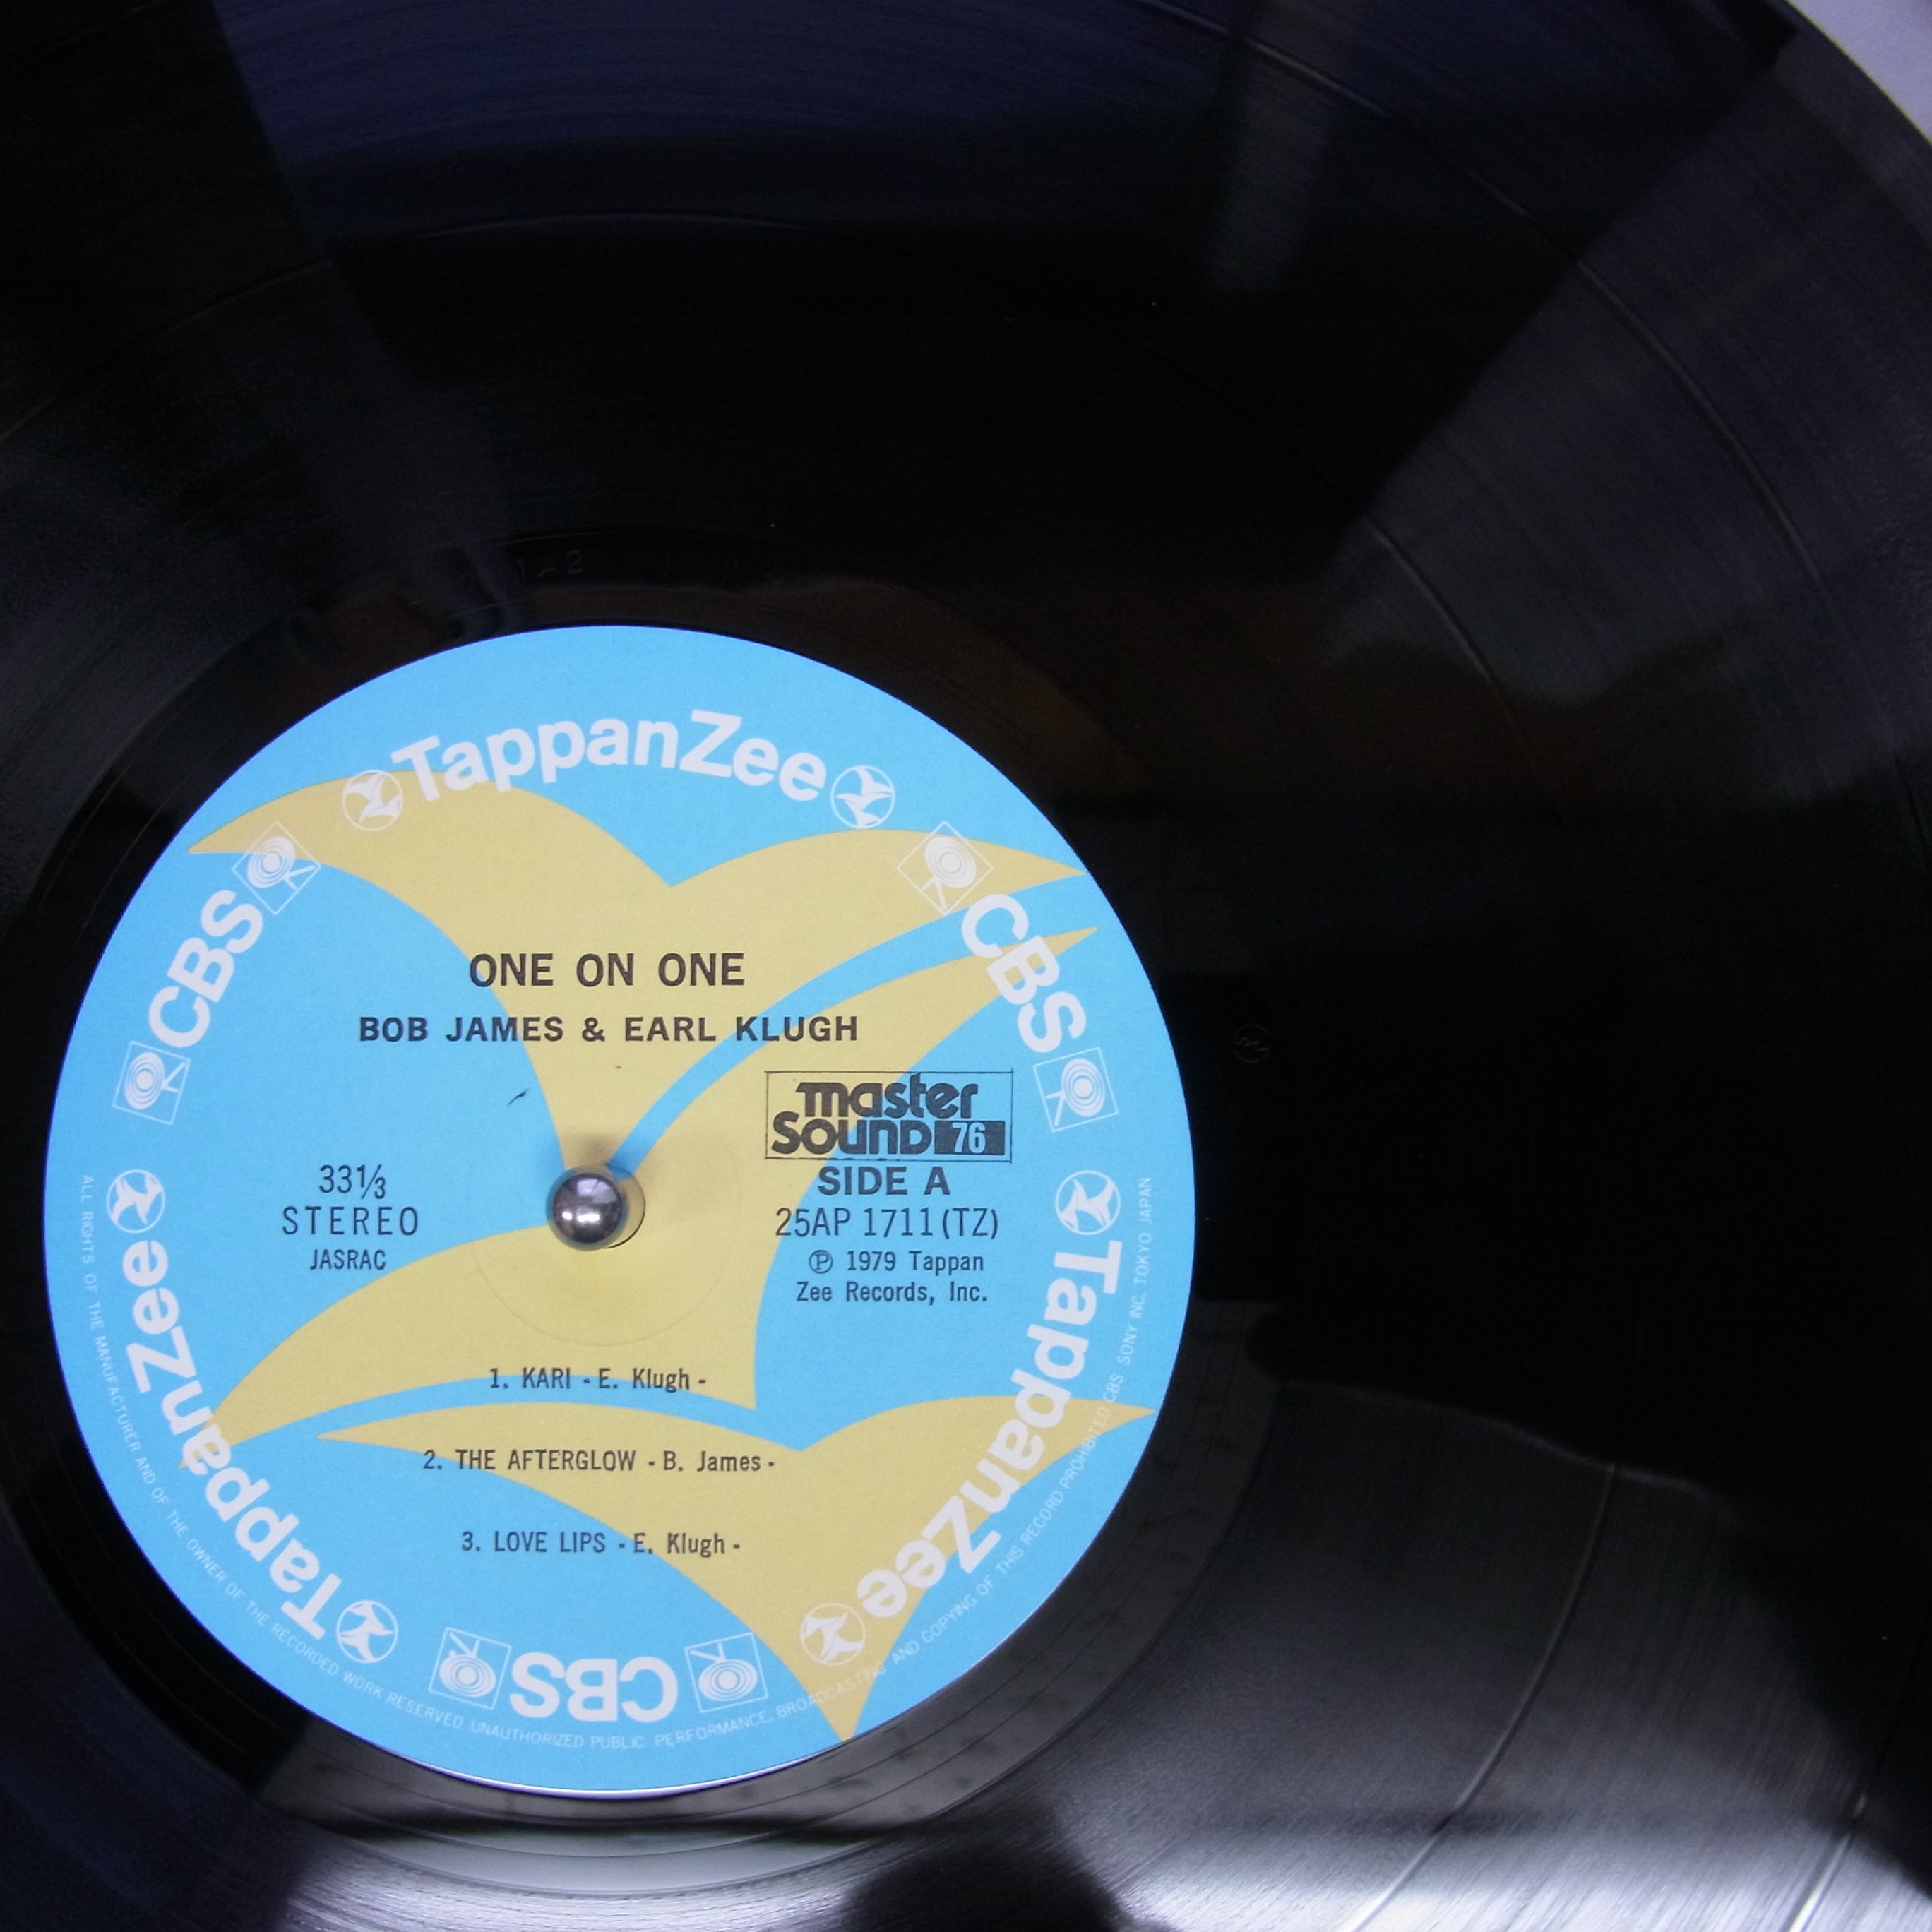 TappanZee
CBS
CBS
ONE ON ONE
BOB JAMES & EARL KLUGH
master
Sound 76
33⅓
STEREO
JASRAC
SIDE A
25AP 1711 (TZ)
Ⓟ 1979 Tappan
Zee Records, Inc.
1. KARI - E. Klugh -
2. THE AFTERGLOW - B. James -
3. LOVE LIPS - E. Klugh -
TappanZee
TappanZee
CBS
ALL RIGHTS OF THE MANUFACTURER AND OF THE OWNER OF THE RECORDED WORK RESERVED. UNAUTHORIZED PUBLIC PERFORMANCE, BROADCASTING AND COPYING OF THIS RECORD PROHIBITED CBS SONY INC. TOKYO JAPAN